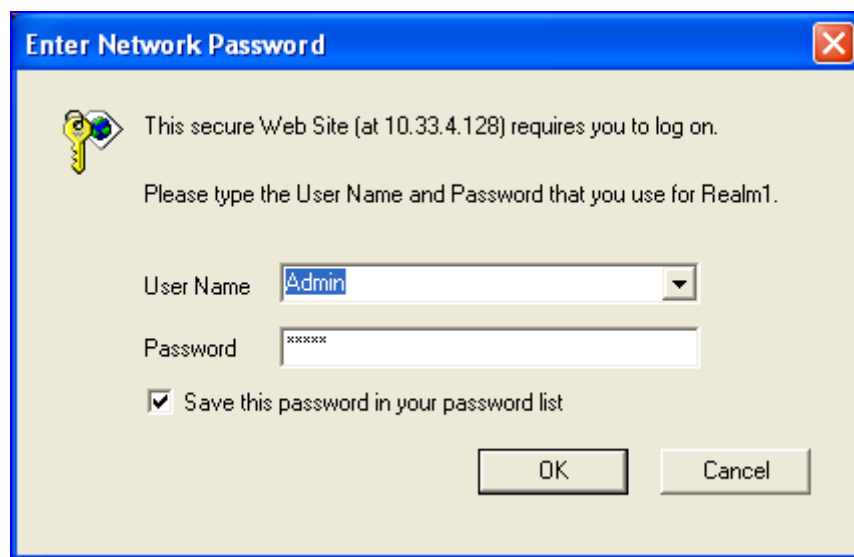 Enter Network Password
This secure Web Site (at 10.33.4.128) requires you to log on.
Please type the User Name and Password that you use for Realm1.
User Name Admin
Password *****
Save this password in your password list
OK Cancel